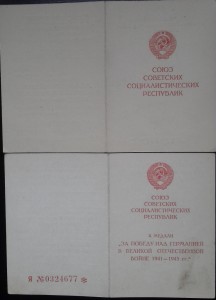 СОЮЗ
СОВЕТСКИХ
СОЦИАЛИСТИЧЕСКИХ
РЕСПУБЛИК
СОЮЗ
СОВЕТСКИХ
СОЦИАЛИСТИЧЕСКИХ
РЕСПУБЛИК
К МЕДАЛИ
„ЗА ПОБЕДУ НАД ГЕРМАНИЕЙ
В ВЕЛИКОЙ ОТЕЧЕСТВЕННОЙ
ВОЙНЕ 1941–1945 гг."
№0324677